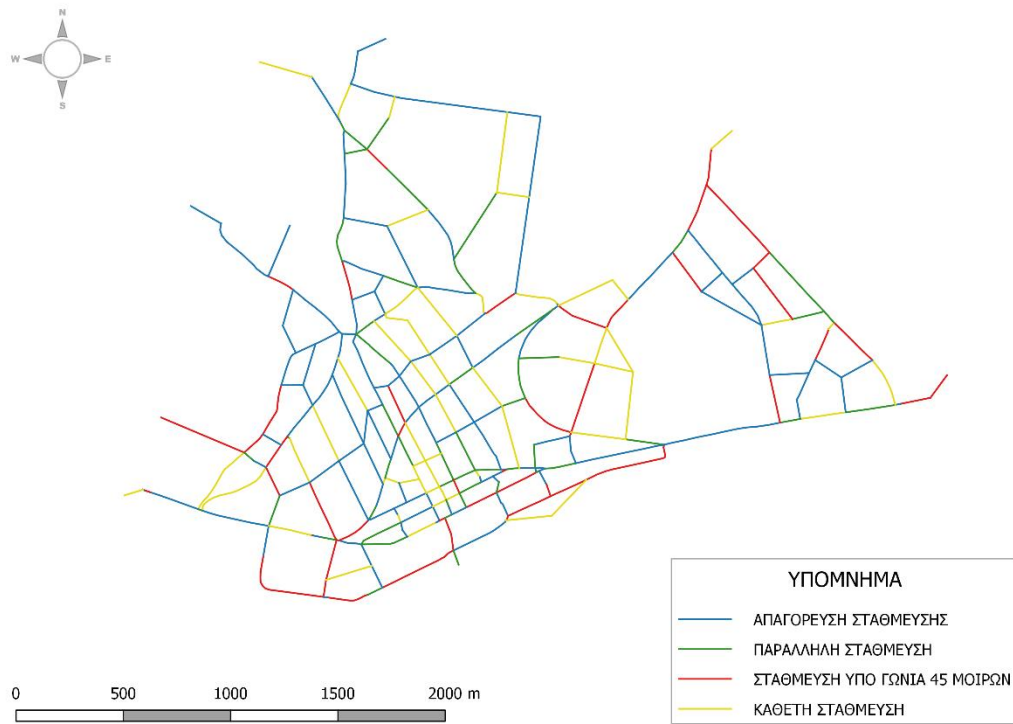 N
W E
S
ΥΠΟΜΝΗΜΑ
ΑΠΑΓΟΡΕΥΣΗ ΣΤΑΘΜΕΥΣΗΣ
ΠΑΡΑΛΛΗΛΗ ΣΤΑΘΜΕΥΣΗ
ΣΤΑΘΜΕΥΣΗ ΥΠΟ ΓΩΝΙΑ 45 ΜΟΙΡΩΝ
ΚΑΘΕΤΗ ΣΤΑΘΜΕΥΣΗ
0 500 1000 1500 2000 m